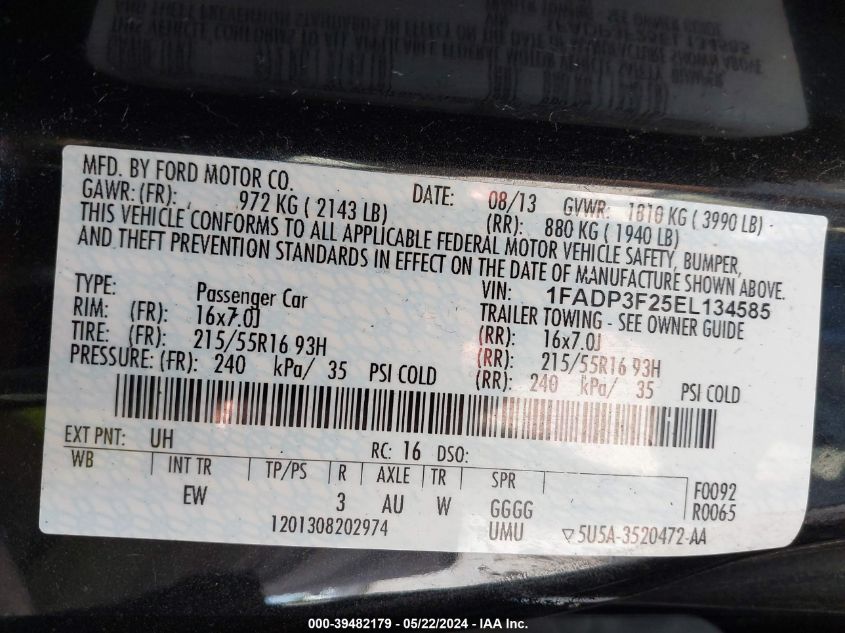 MFD. BY FORD MOTOR CO. DATE: 08/13 GVWR: 1810 KG ( 3990 LB)
GAWR: (FR): 972 KG ( 2143 LB) (RR): 880 KG ( 1940 LB)
THIS VEHICLE CONFORMS TO ALL APPLICABLE FEDERAL MOTOR VEHICLE SAFETY, BUMPER,
AND THEFT PREVENTION STANDARDS IN EFFECT ON THE DATE OF MANUFACTURE SHOWN ABOVE.
VIN: 1FADP3F25EL134585
TYPE: Passenger Car TRAILER TOWING - SEE OWNER GUIDE
RIM: (FR): 16x7.0J (RR): 16x7.0J
TIRE: (FR): 215/55R16 93H (RR): 215/55R16 93H
PRESSURE: (FR): 240 kPa/ 35 PSI COLD (RR): 240 kPa/ 35 PSI COLD
EXT PNT: UH RC: 16 DSO:
WB INT TR TP/PS R AXLE TR SPR F0092
EW 3 AU W GGGG R0065
1201308202974 UMU ▽5U5A-3520472-AA
000-39482179 - 05/22/2024 - IAA Inc.